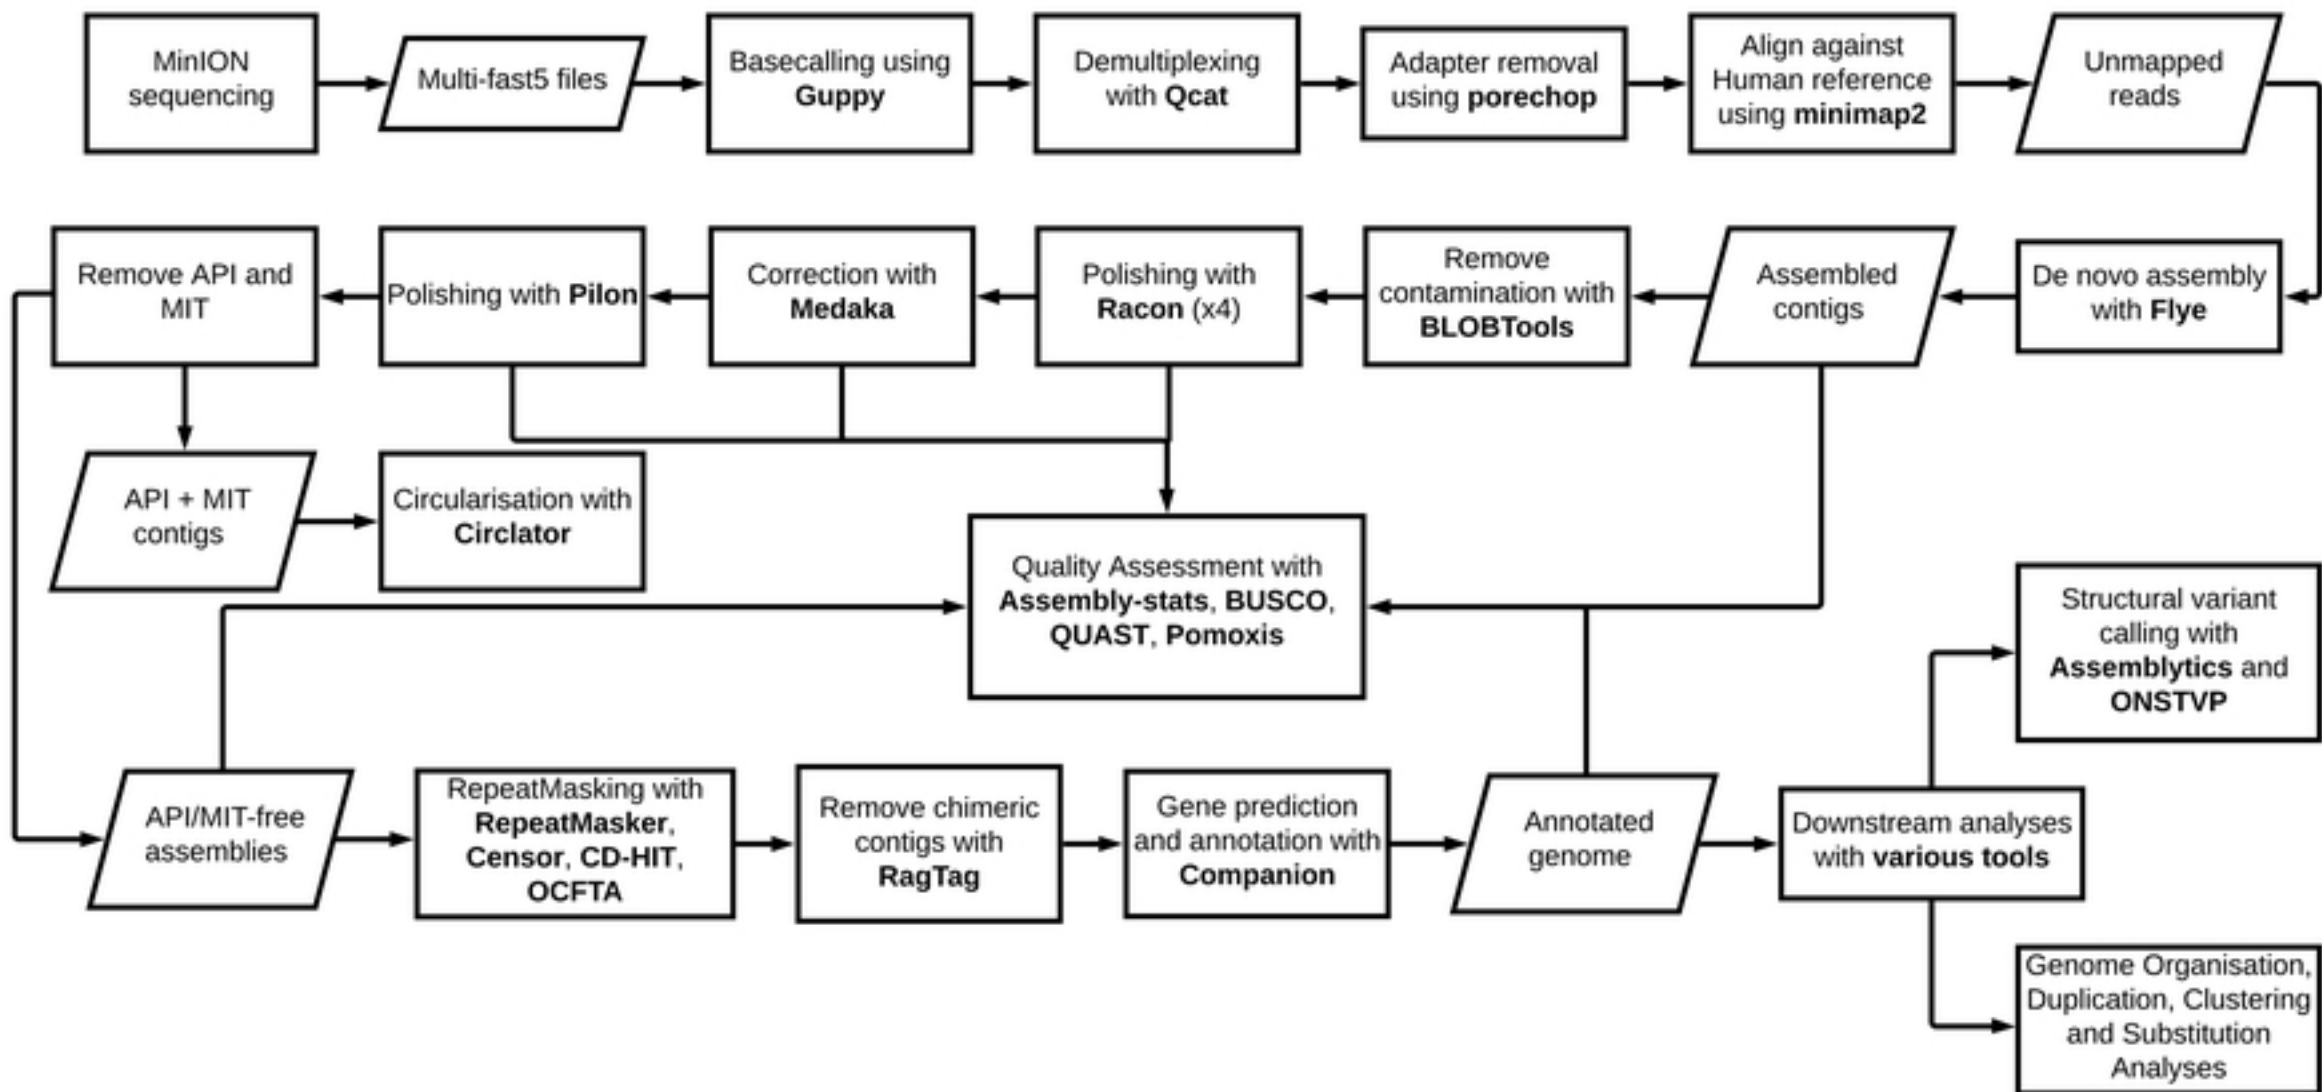 MinION
sequencing
Multi-fast5 files
Basecalling using
Guppy
Demultiplexing
with Qcat
Adapter removal
using porechop
Align against
Human reference
using minimap2
Unmapped
reads
Remove API and
MIT
Polishing with Pilon
Correction with
Medaka
Polishing with
Racon (x4)
Remove
contamination with
BLOBTools
Assembled
contigs
De novo assembly
with Flye
API + MIT
contigs
Circularisation with
Circlator
Quality Assessment with
Assembly-stats, BUSCO,
QUAST, Pomoxis
Structural variant
calling with
Assemblytics and
ONSTVP
API/MIT-free
assemblies
RepeatMasking with
RepeatMasker,
Censor, CD-HIT,
OCFTA
Remove chimeric
contigs with
RagTag
Gene prediction
and annotation with
Companion
Annotated
genome
Downstream analyses
with various tools
Genome Organisation,
Duplication, Clustering
and Substitution
Analyses